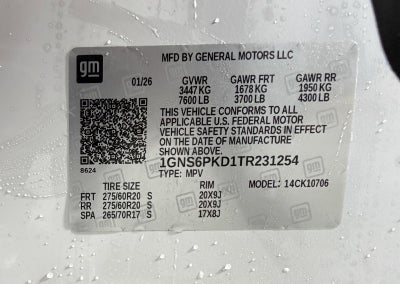 gm
MFD BY GENERAL MOTORS LLC
01/26 GVWR GAWR FRT GAWR RR
3447 KG 1678 KG 1950 KG
7600 LB 3700 LB 4300 LB
THIS VEHICLE CONFORMS TO ALL
APPLICABLE U.S. FEDERAL MOTOR
VEHICLE SAFETY STANDARDS IN EFFECT
ON THE DATE OF MANUFACTURE
SHOWN ABOVE.
1GNS6PKD1TR231254
8624 TYPE: MPV
TIRE SIZE RIM MODEL: 14CK10706
FRT 275/60R20 S 20X9J
RR 275/60R20 S 20X9J
SPA 265/70R17 S 17X8J